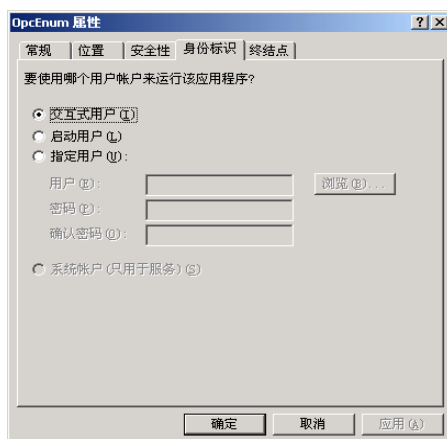 OpcEnum 属性
常规 位置 安全性 身份标识 终结点
要使用哪个用户帐户来运行该应用程序?
交互式用户(I)
启动用户(L)
指定用户(U):
用户(E): 浏览(B)...
密码(P):
确认密码(O):
系统帐户(只用于服务)(S)
确定 取消 应用(A)